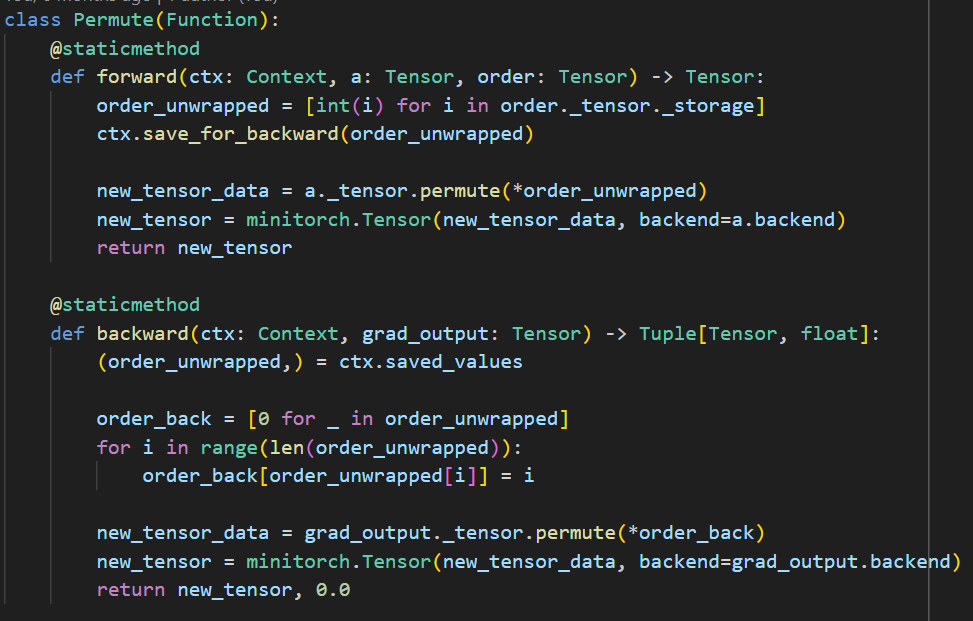 class Permute(Function):
    @staticmethod
    def forward(ctx: Context, a: Tensor, order: Tensor) -> Tensor:
        order_unwrapped = [int(i) for i in order._tensor._storage]
        ctx.save_for_backward(order_unwrapped)

        new_tensor_data = a._tensor.permute(*order_unwrapped)
        new_tensor = minitorch.Tensor(new_tensor_data, backend=a.backend)
        return new_tensor

    @staticmethod
    def backward(ctx: Context, grad_output: Tensor) -> Tuple[Tensor, float]:
        (order_unwrapped,) = ctx.saved_values

        order_back = [0 for _ in order_unwrapped]
        for i in range(len(order_unwrapped)):
            order_back[order_unwrapped[i]] = i

        new_tensor_data = grad_output._tensor.permute(*order_back)
        new_tensor = minitorch.Tensor(new_tensor_data, backend=grad_output.backend)
        return new_tensor, 0.0